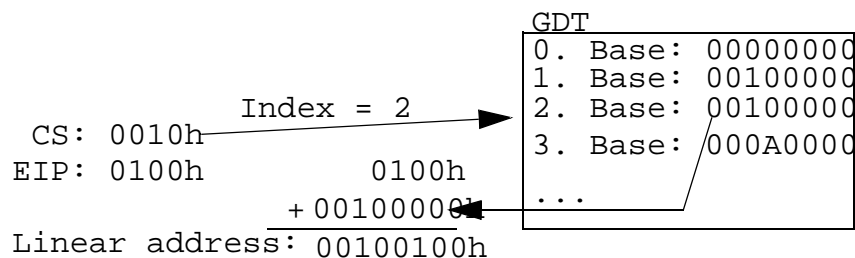 GDT
0. Base: 00000000
1. Base: 00100000
Index = 2
2. Base: 00100000
CS: 0010h
3. Base: 000A0000
EIP: 0100h 0100h
...
+ 00100000h
Linear address: 00100100h